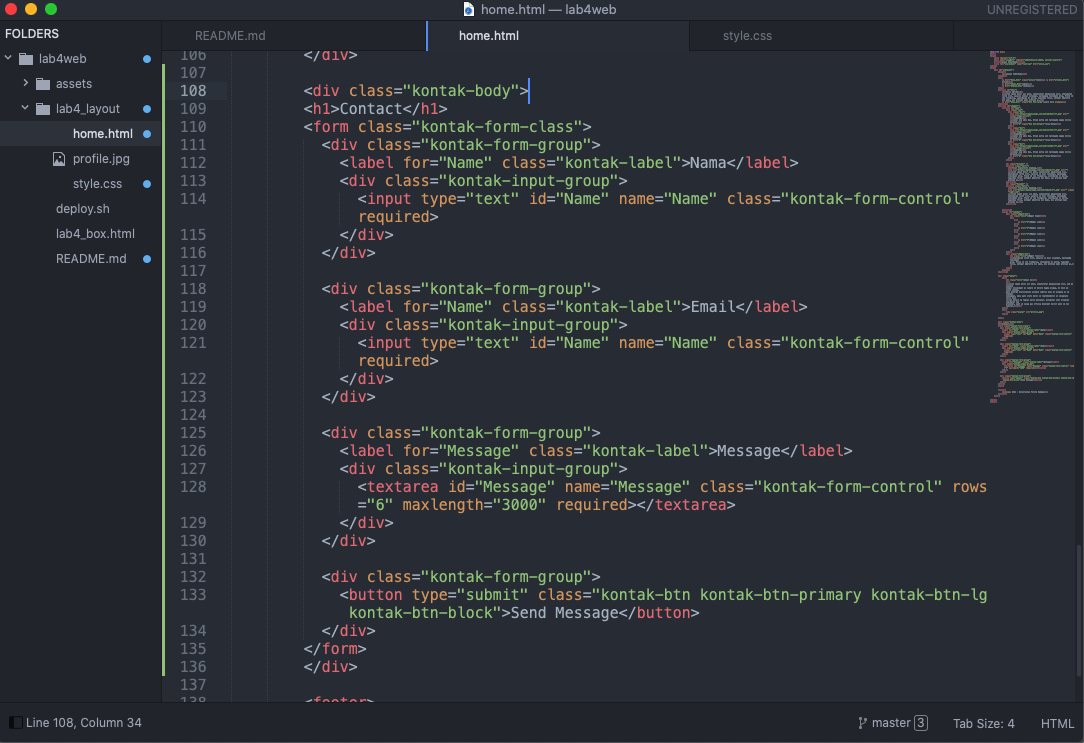 home.html — lab4web
UNREGISTERED
FOLDERS
lab4web
assets
lab4_layout
home.html
profile.jpg
style.css
deploy.sh
lab4_box.html
README.md
README.md
home.html
style.css
106 </div>
107
108 <div class="kontak-body">
109 <h1>Contact</h1>
110 <form class="kontak-form-class">
111 <div class="kontak-form-group">
112 <label for="Name" class="kontak-label">Nama</label>
113 <div class="kontak-input-group">
114 <input type="text" id="Name" name="Name" class="kontak-form-control"
required>
115 </div>
116 </div>
117
118 <div class="kontak-form-group">
119 <label for="Name" class="kontak-label">Email</label>
120 <div class="kontak-input-group">
121 <input type="text" id="Name" name="Name" class="kontak-form-control"
required>
122 </div>
123 </div>
124
125 <div class="kontak-form-group">
126 <label for="Message" class="kontak-label">Message</label>
127 <div class="kontak-input-group">
128 <textarea id="Message" name="Message" class="kontak-form-control" rows
="6" maxlength="3000" required></textarea>
129 </div>
130 </div>
131
132 <div class="kontak-form-group">
133 <button type="submit" class="kontak-btn kontak-btn-primary kontak-btn-lg
kontak-btn-block">Send Message</button>
134 </div>
135 </form>
136 </div>
137
138 <footer>
Line 108, Column 34
master 3
Tab Size: 4
HTML